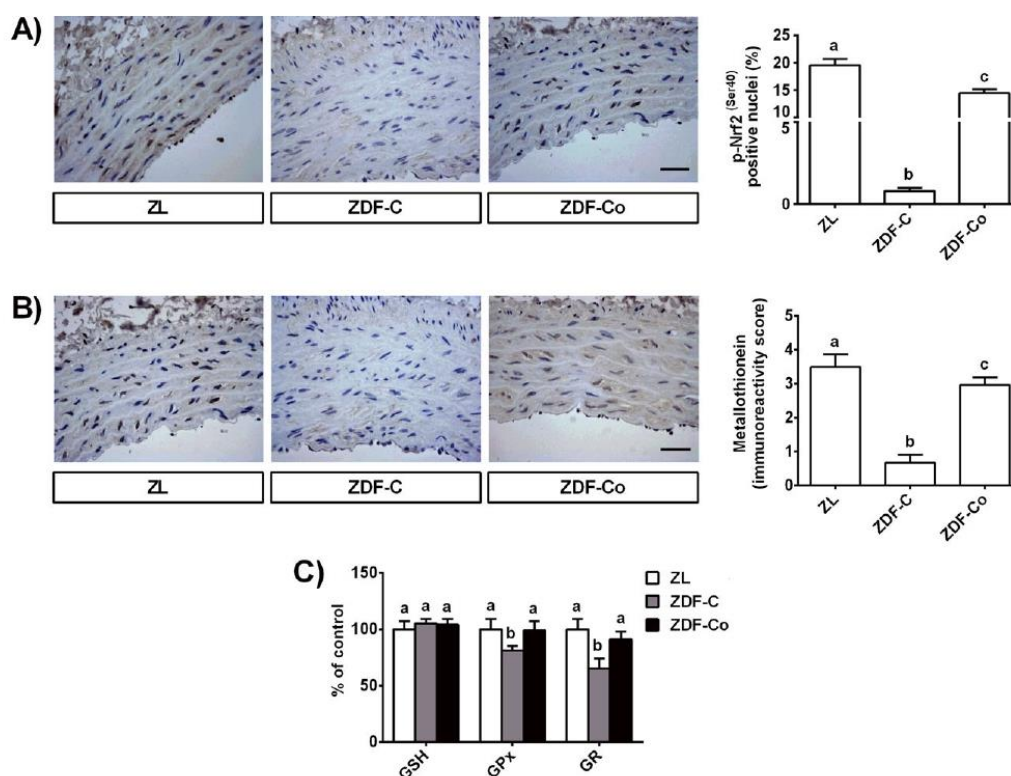 A)
ZL
ZDF-C
ZDF-Co
p-Nrf2 (Ser40)
positive nuclei (%)
25
20
15
10
5
0
a
b
c
ZL
ZDF-C
ZDF-Co
B)
ZL
ZDF-C
ZDF-Co
Metallothionein
(immunoreactivity score)
5
4
3
2
1
0
a
b
c
ZL
ZDF-C
ZDF-Co
C)
% of control
150
100
50
0
a a a
a b a
a b a
GSH
GPx
GR
ZL
ZDF-C
ZDF-Co